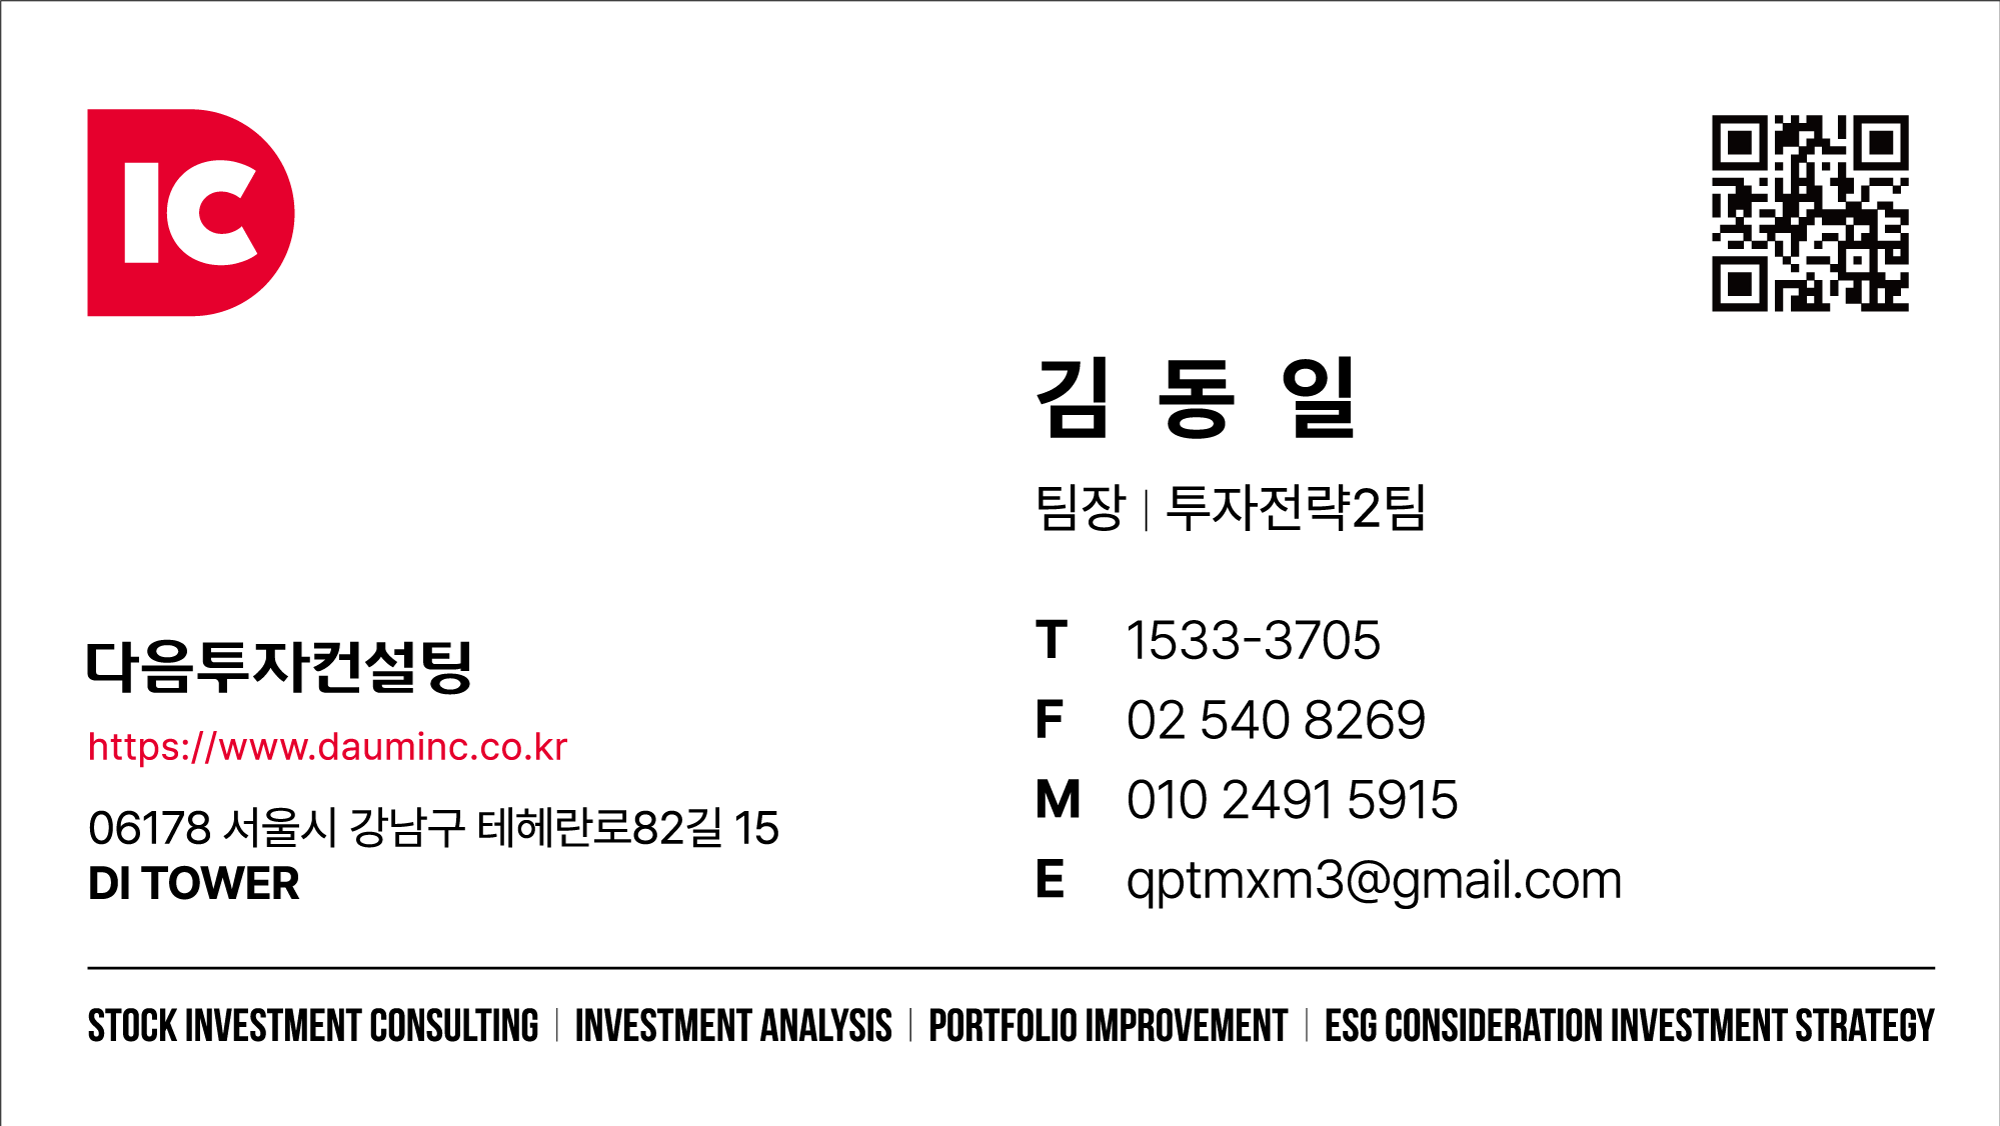 IC
김 동 일
팀장 | 투자전략2팀
T 1533-3705
F 02 540 8269
M 010 2491 5915
E qptmxm3@gmail.com
다음투자컨설팅
https://www.dauminc.co.kr
06178 서울시 강남구 테헤란로82길 15
DI TOWER
STOCK INVESTMENT CONSULTING | INVESTMENT ANALYSIS | PORTFOLIO IMPROVEMENT | ESG CONSIDERATION INVESTMENT STRATEGY